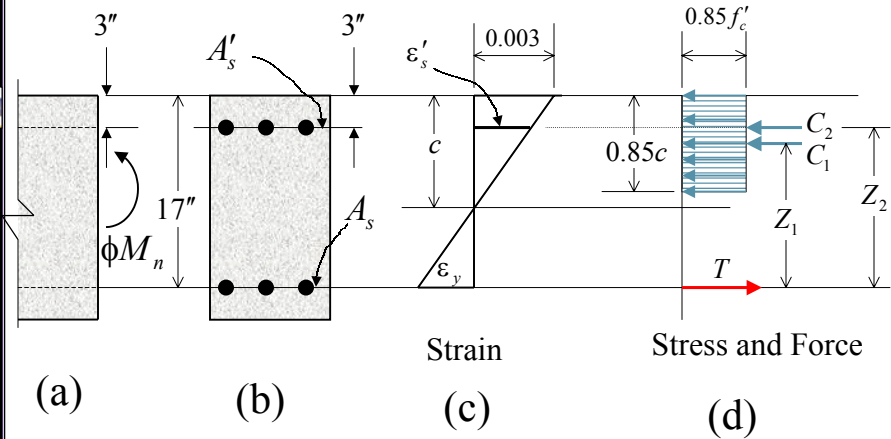 3″
3″
0.003
0.85f′c
A′s
ε′s
c
0.85c
C2
C1
17″
As
Z1
Z2
ϕMn
εy
T
Strain
Stress and Force
(a)
(b)
(c)
(d)